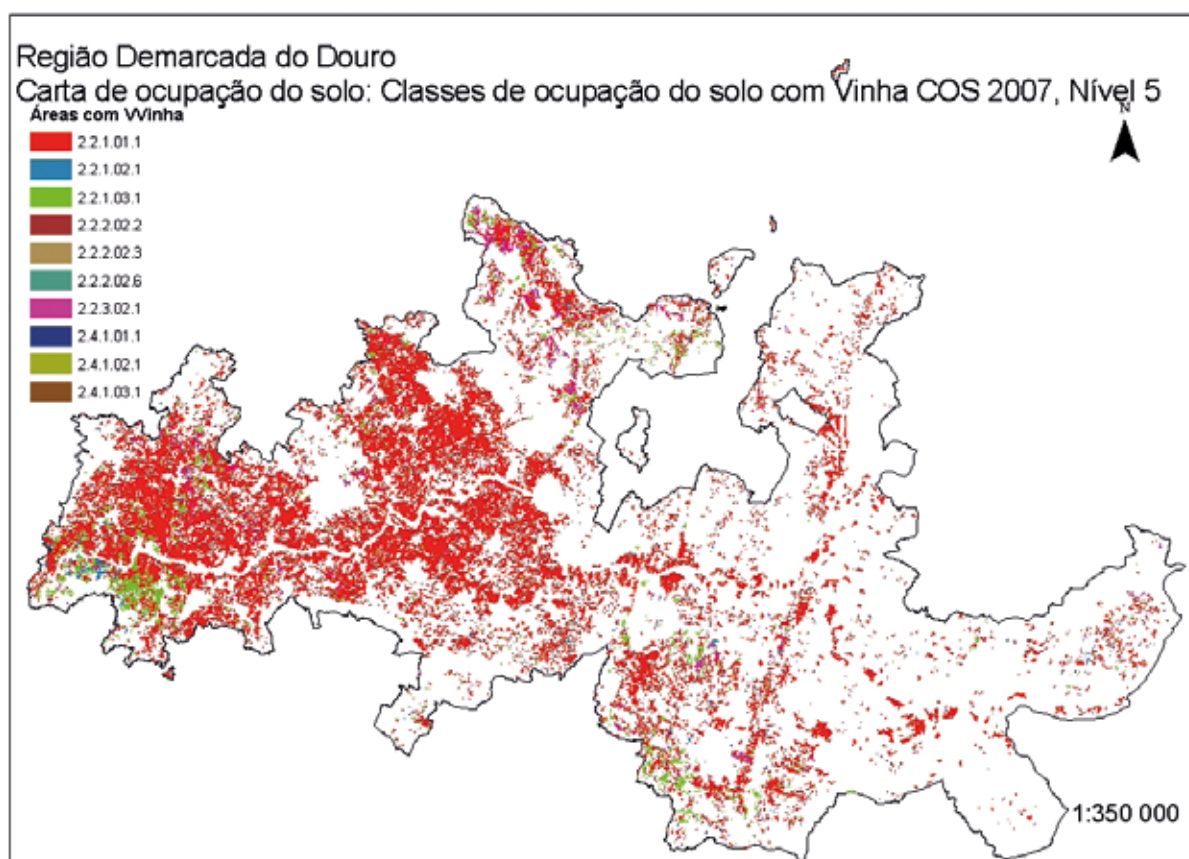 Região Demarcada do Douro
Carta de ocupação do solo: Classes de ocupação do solo com Vinha COS 2007, Nível 5
Áreas com VVinha
N
2.2.1.01.1
2.2.1.02.1
2.2.1.03.1
2.2.2.02.2
2.2.2.02.3
2.2.2.02.6
2.2.3.02.1
2.4.1.01.1
2.4.1.02.1
2.4.1.03.1
1:350 000